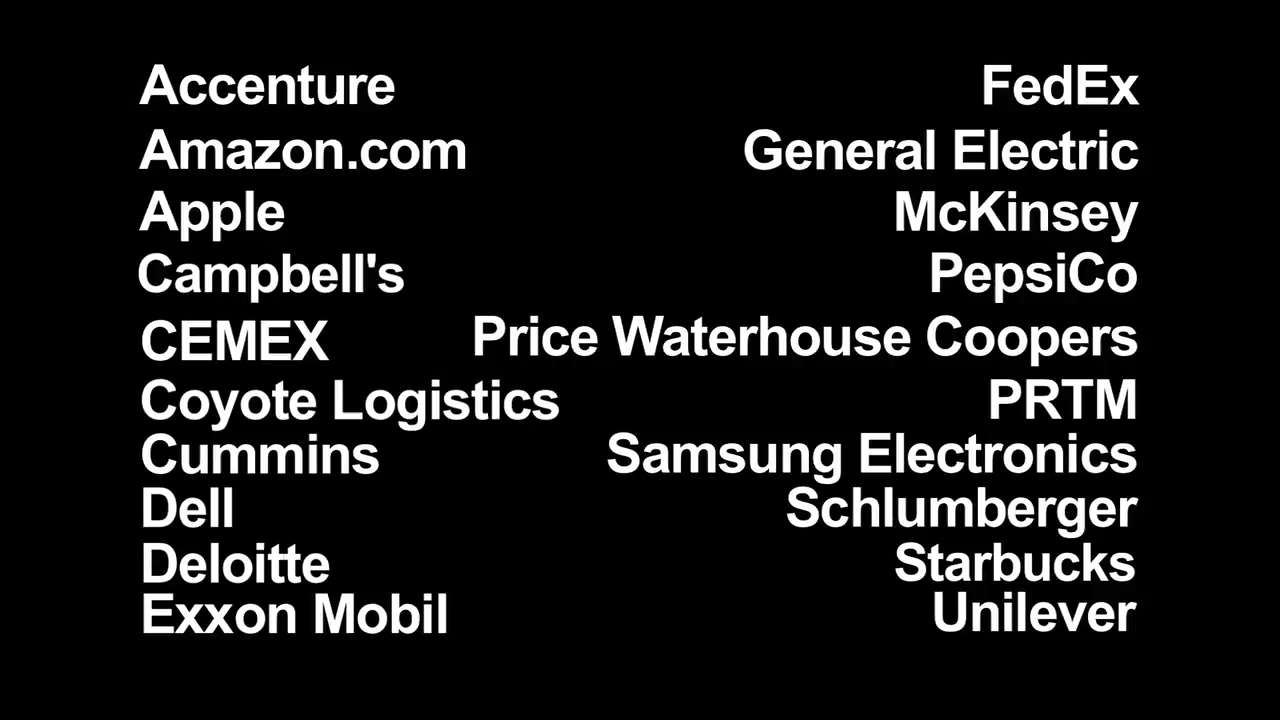 Accenture
Amazon.com
Apple
Campbell's
CEMEX
Coyote Logistics
Cummins
Dell
Deloitte
Exxon Mobil
FedEx
General Electric
McKinsey
PepsiCo
Price Waterhouse Coopers
PRTM
Samsung Electronics
Schlumberger
Starbucks
Unilever